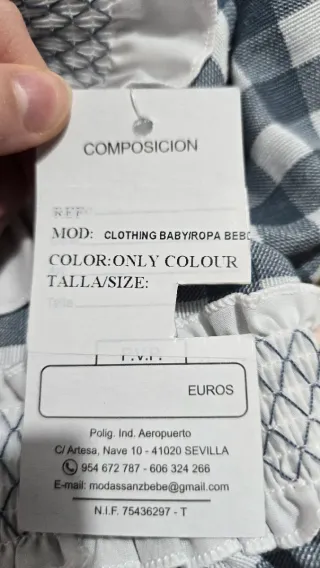 COMPOSICION
REF
MOD: CLOTHING BABY/ROPA BEBE
COLOR:ONLY COLOUR
TALLA/SIZE:
P.V.P.
EUROS
Polig. Ind. Aeropuerto
C/ Artesa, Nave 10 - 41020 SEVILLA
954 672 787 - 606 324 266
E-mail: modassanzbebe@gmail.com
N.I.F. 75436297 - T